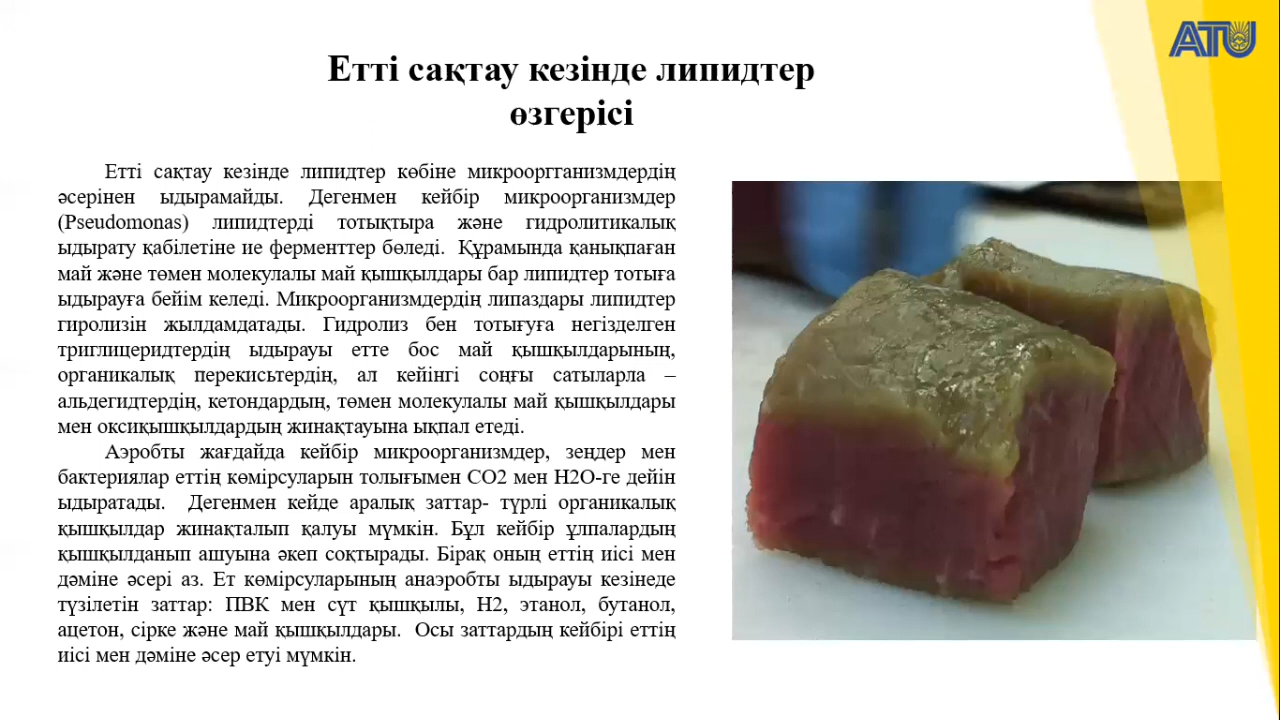 ATU
Етті сақтау кезінде липидтер
өзгерісі
Етті сақтау кезінде липидтер көбіне микрооргганизмдердің
әсерінен ыдырамайды. Дегенмен кейбір микроорганизмдер
(Pseudomonas) липидтерді тотықтыра және гидролитикалық
ыдырату қабілетіне ие ферменттер бөледі. Құрамында қанықпаған
май және төмен молекулалы май қышқылдары бар липидтер тотыға
ыдырауға бейім келеді. Микроорганизмдердің липаздары липидтер
гиролизін жылдамдатады. Гидролиз бен тотығуға негізделген
триглицеридтердің ыдырауы етте бос май қышқылдарының,
органикалық перекисьтердің, ал кейінгі соңғы сатыларла –
альдегидтердің, кетондардың, төмен молекулалы май қышқылдары
мен оксиқышқылдардың жинақтауына ықпал етеді.
Аэробты жағдайда кейбір микроорганизмдер, зеңдер мен
бактериялар еттің көмірсуларын толығымен СО2 мен Н2О-ге дейін
ыдыратады. Дегенмен кейде аралық заттар- түрлі органикалық
қышқылдар жинақталып қалуы мүмкін. Бұл кейбір ұлпалардың
қышқылданып ашуына әкеп соқтырады. Бірақ оның еттің иісі мен
дәміне әсері аз. Ет көмірсуларының анаэробты ыдырауы кезінеде
түзілетін заттар: ПВК мен сүт қышқылы, Н2, этанол, бутанол,
ацетон, сірке және май қышқылдары. Осы заттардың кейбірі еттің
иісі мен дәміне әсер етуі мүмкін.